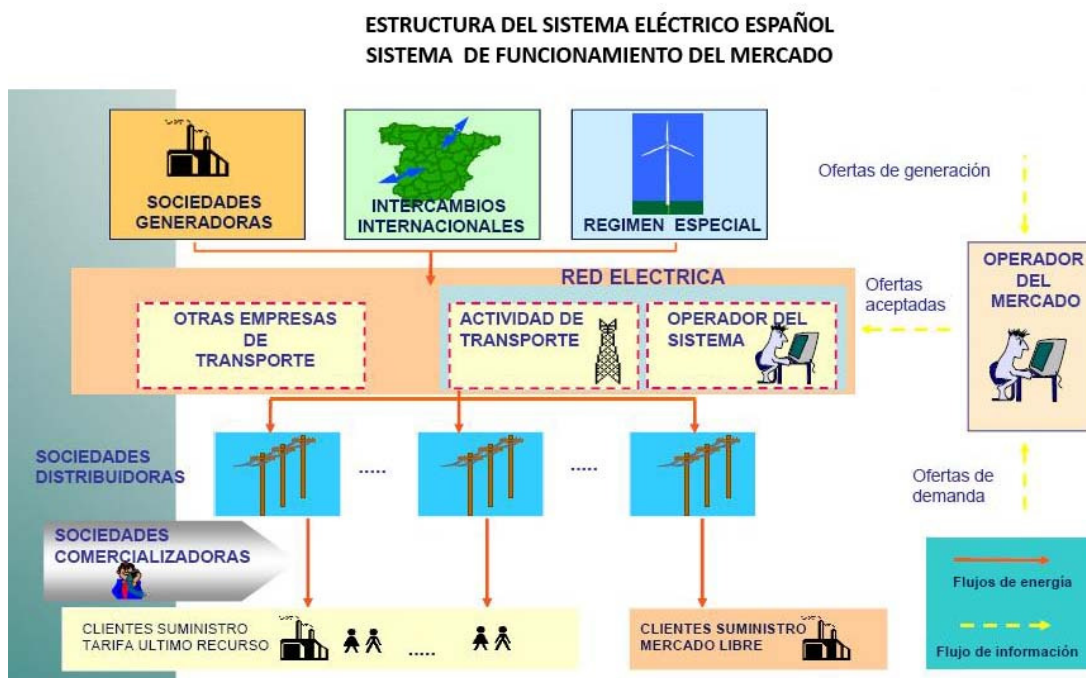 ESTRUCTURA DEL SISTEMA ELÉCTRICO ESPAÑOL
SISTEMA DE FUNCIONAMIENTO DEL MERCADO
SOCIEDADES
GENERADORAS
INTERCAMBIOS
INTERNACIONALES
REGIMEN ESPECIAL
Ofertas de generación
RED ELECTRICA
OTRAS EMPRESAS
DE
TRANSPORTE
ACTIVIDAD DE
TRANSPORTE
OPERADOR DEL
SISTEMA
Ofertas
aceptadas
OPERADOR
DEL
MERCADO
SOCIEDADES
DISTRIBUIDORAS
.....
.....
Ofertas de
demanda
SOCIEDADES
COMERCIALIZADORAS
CLIENTES SUMINISTRO
TARIFA ULTIMO RECURSO
.....
CLIENTES SUMINISTRO
MERCADO LIBRE
Flujos de energía
Flujo de información